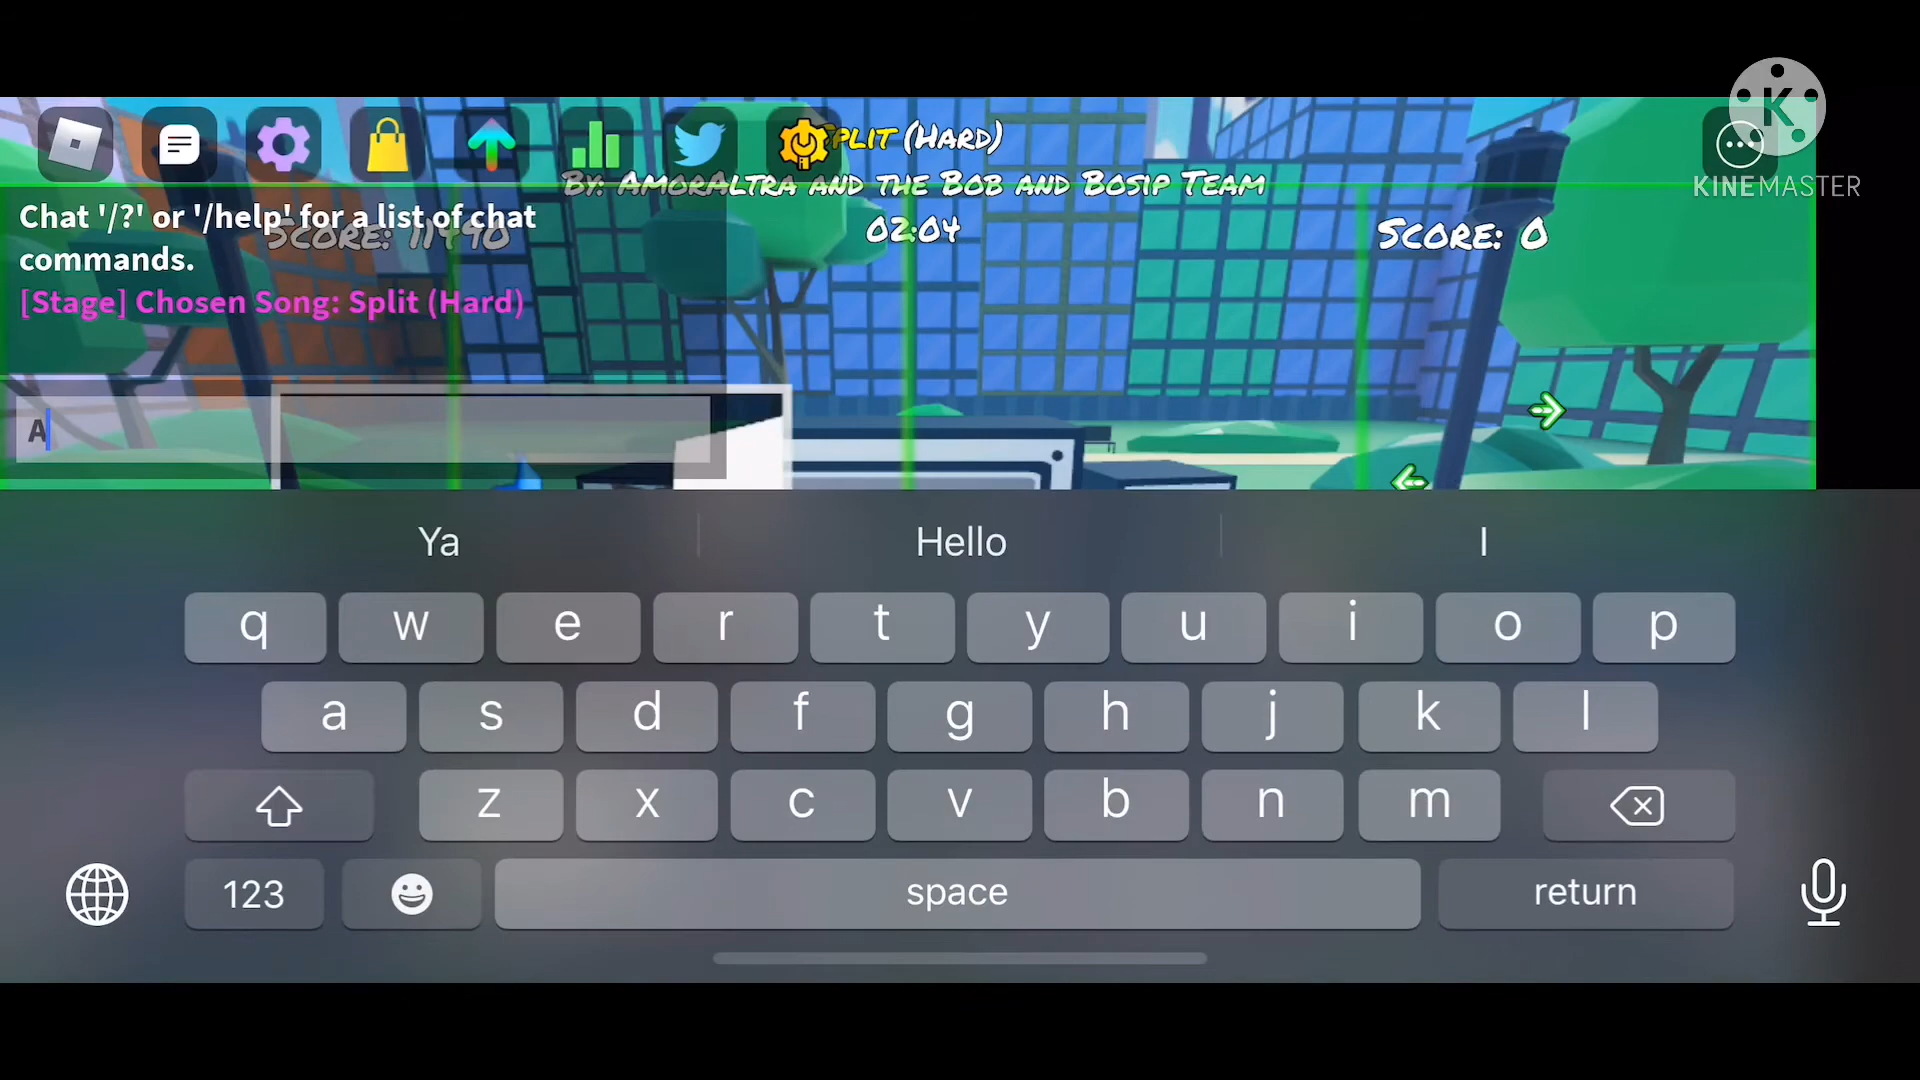 PLIT (HARD)
BY: AMORALTRA AND THE BOB AND BOSIP TEAM
02:04
KINEMASTER
K
Chat '/?' or '/help' for a list of chat
commands.
SCORE: 11490
SCORE: 0
[Stage] Chosen Song: Split (Hard)
A
Ya Hello I
q w e r t y u i o p
a s d f g h j k l
z x c v b n m
123 space return